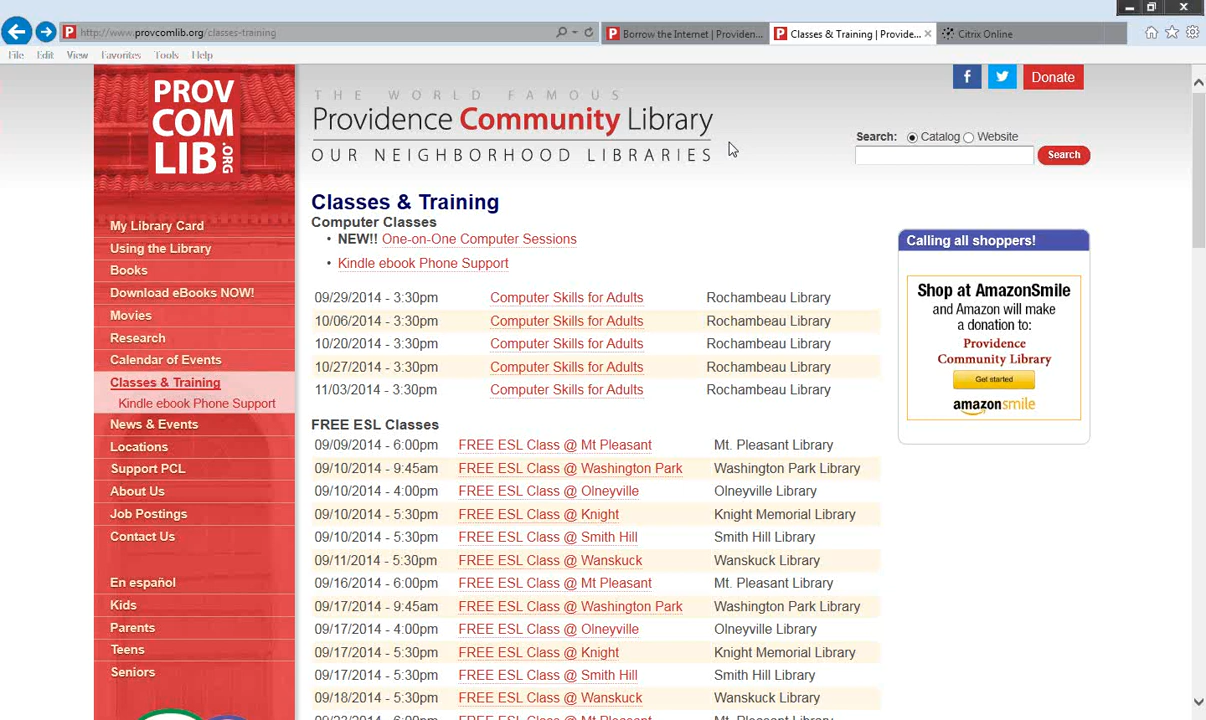 http://www.provcomlib.org/classes-training
Borrow the Internet | Providen...
Classes & Training | Provide...
Citrix Online
File Edit View Favorites Tools Help
PROV
COM
LIB.ORG
THE WORLD FAMOUS
Providence Community Library
OUR NEIGHBORHOOD LIBRARIES
Donate
Search: Catalog Website
Search
My Library Card
Using the Library
Books
Download eBooks NOW!
Movies
Research
Calendar of Events
Classes & Training
Kindle ebook Phone Support
News & Events
Locations
Support PCL
About Us
Job Postings
Contact Us
En español
Kids
Parents
Teens
Seniors
Classes & Training
Computer Classes
• NEW!! One-on-One Computer Sessions
• Kindle ebook Phone Support
09/29/2014 - 3:30pm Computer Skills for Adults Rochambeau Library
10/06/2014 - 3:30pm Computer Skills for Adults Rochambeau Library
10/20/2014 - 3:30pm Computer Skills for Adults Rochambeau Library
10/27/2014 - 3:30pm Computer Skills for Adults Rochambeau Library
11/03/2014 - 3:30pm Computer Skills for Adults Rochambeau Library
FREE ESL Classes
09/09/2014 - 6:00pm FREE ESL Class @ Mt Pleasant Mt. Pleasant Library
09/10/2014 - 9:45am FREE ESL Class @ Washington Park Washington Park Library
09/10/2014 - 4:00pm FREE ESL Class @ Olneyville Olneyville Library
09/10/2014 - 5:30pm FREE ESL Class @ Knight Knight Memorial Library
09/10/2014 - 5:30pm FREE ESL Class @ Smith Hill Smith Hill Library
09/11/2014 - 5:30pm FREE ESL Class @ Wanskuck Wanskuck Library
09/16/2014 - 6:00pm FREE ESL Class @ Mt Pleasant Mt. Pleasant Library
09/17/2014 - 9:45am FREE ESL Class @ Washington Park Washington Park Library
09/17/2014 - 4:00pm FREE ESL Class @ Olneyville Olneyville Library
09/17/2014 - 5:30pm FREE ESL Class @ Knight Knight Memorial Library
09/17/2014 - 5:30pm FREE ESL Class @ Smith Hill Smith Hill Library
09/18/2014 - 5:30pm FREE ESL Class @ Wanskuck Wanskuck Library
Calling all shoppers!
Shop at AmazonSmile
and Amazon will make
a donation to:
Providence
Community Library
Get started
amazonsmile